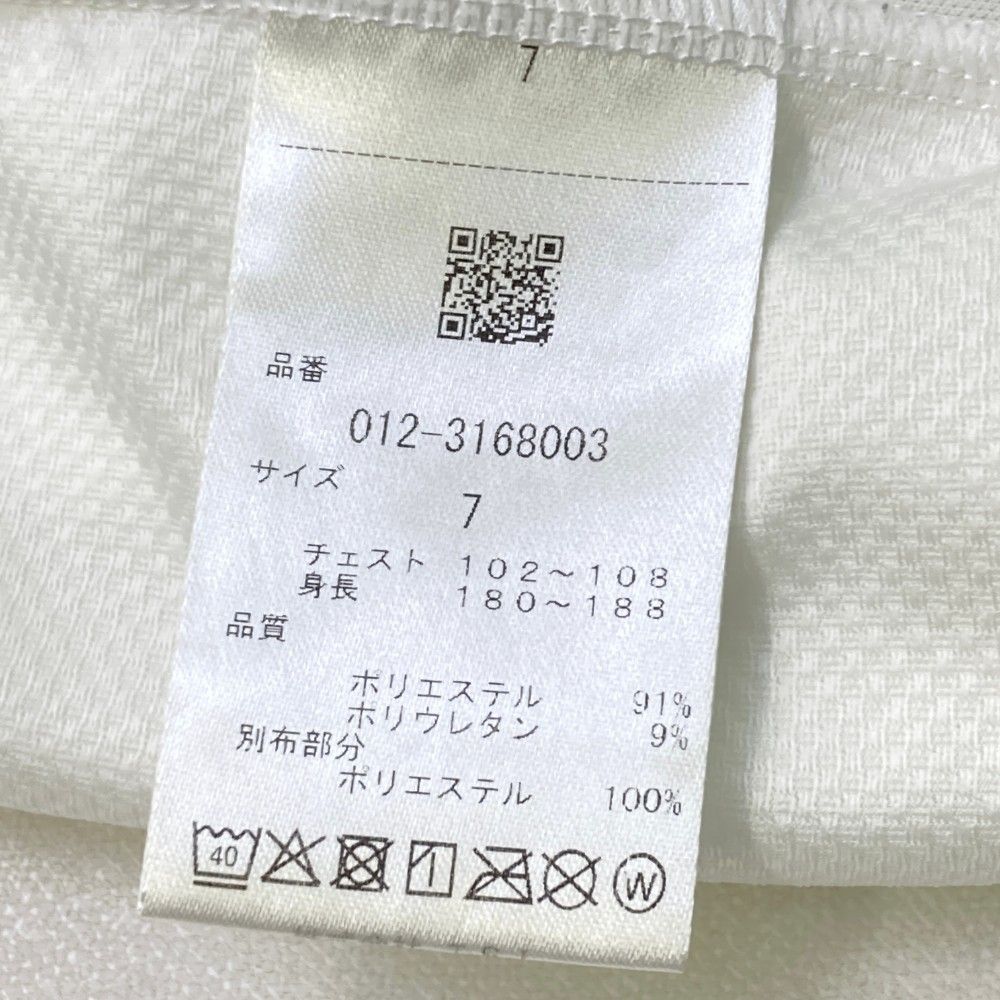 7
品番
012-3168003
サイズ
7
チェスト 102~108
身長 180~188
品質
ポリエステル 91%
ポリウレタン 9%
別布部分
ポリエステル 100%
40
W